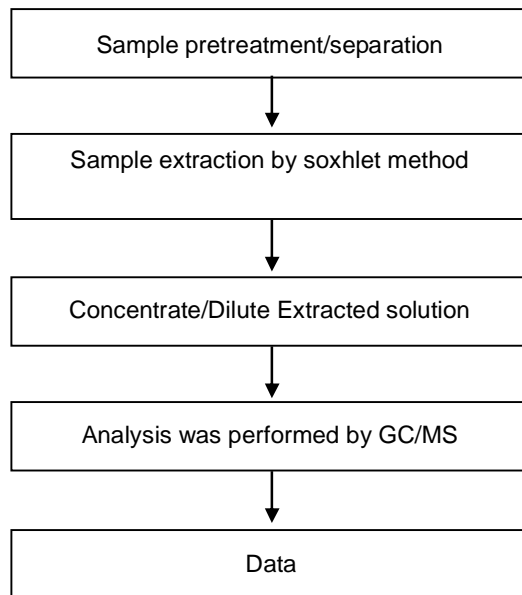 Sample pretreatment/separation
Sample extraction by soxhlet method
Concentrate/Dilute Extracted solution
Analysis was performed by GC/MS
Data